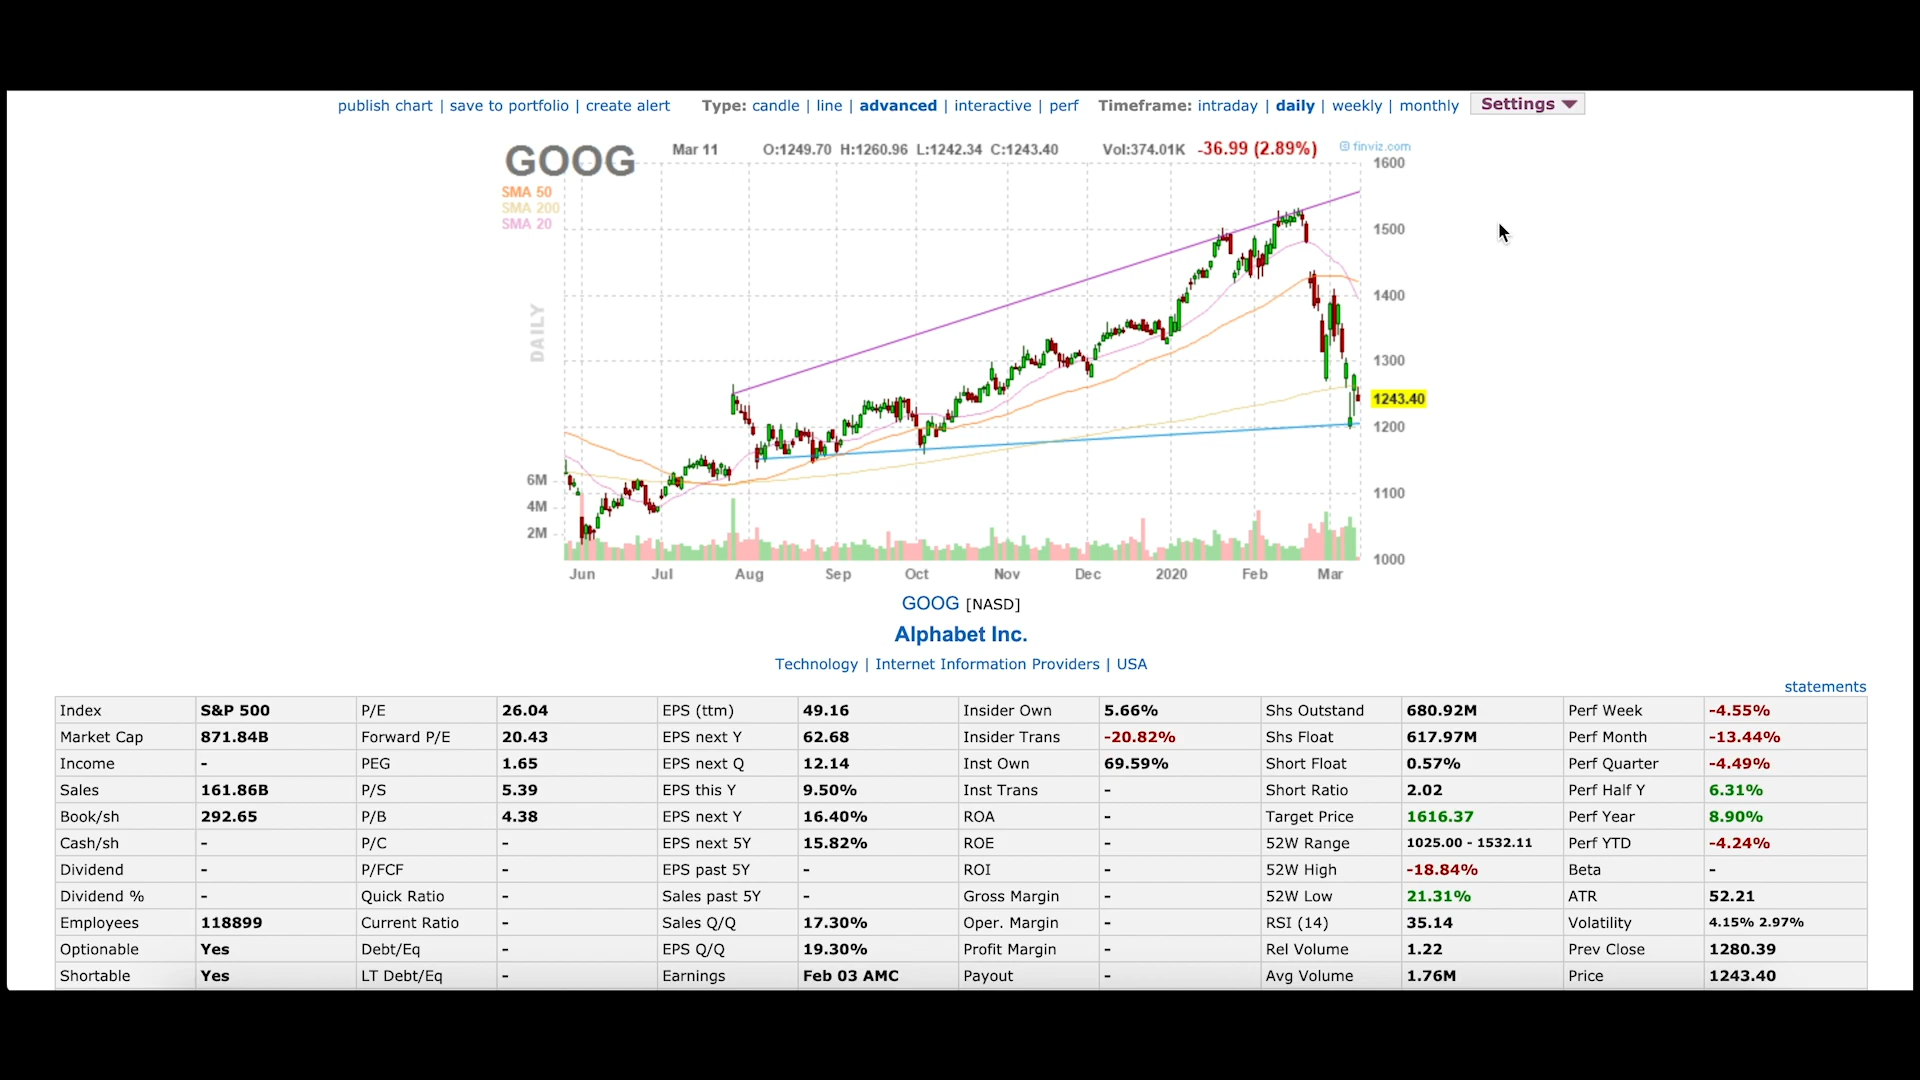 publish chart | save to portfolio | create alert Type: candle | line | advanced | interactive | perf Timeframe: intraday | daily | weekly | monthly Settings
GOOG Mar 11 O:1249.70 H:1260.96 L:1242.34 C:1243.40 Vol:374.01K -36.99 (2.89%) finviz.com
1600
SMA 50
SMA 200
SMA 20
1500
1400
DAILY
1300
1243.40
1200
6M
1100
4M
2M
1000
Jun Jul Aug Sep Oct Nov Dec 2020 Feb Mar
GOOG [NASD]
Alphabet Inc.
Technology | Internet Information Providers | USA
statements
Index S&P 500 P/E 26.04 EPS (ttm) 49.16 Insider Own 5.66% Shs Outstand 680.92M Perf Week -4.55%
Market Cap 871.84B Forward P/E 20.43 EPS next Y 62.68 Insider Trans -20.82% Shs Float 617.97M Perf Month -13.44%
Income - PEG 1.65 EPS next Q 12.14 Inst Own 69.59% Short Float 0.57% Perf Quarter -4.49%
Sales 161.86B P/S 5.39 EPS this Y 9.50% Inst Trans - Short Ratio 2.02 Perf Half Y 6.31%
Book/sh 292.65 P/B 4.38 EPS next Y 16.40% ROA - Target Price 1616.37 Perf Year 8.90%
Cash/sh - P/C - EPS next 5Y 15.82% ROE - 52W Range 1025.00 - 1532.11 Perf YTD -4.24%
Dividend - P/FCF - EPS past 5Y - ROI - 52W High -18.84% Beta -
Dividend % - Quick Ratio - Sales past 5Y - Gross Margin - 52W Low 21.31% ATR 52.21
Employees 118899 Current Ratio - Sales Q/Q 17.30% Oper. Margin - RSI (14) 35.14 Volatility 4.15% 2.97%
Optionable Yes Debt/Eq - EPS Q/Q 19.30% Profit Margin - Rel Volume 1.22 Prev Close 1280.39
Shortable Yes LT Debt/Eq - Earnings Feb 03 AMC Payout - Avg Volume 1.76M Price 1243.40